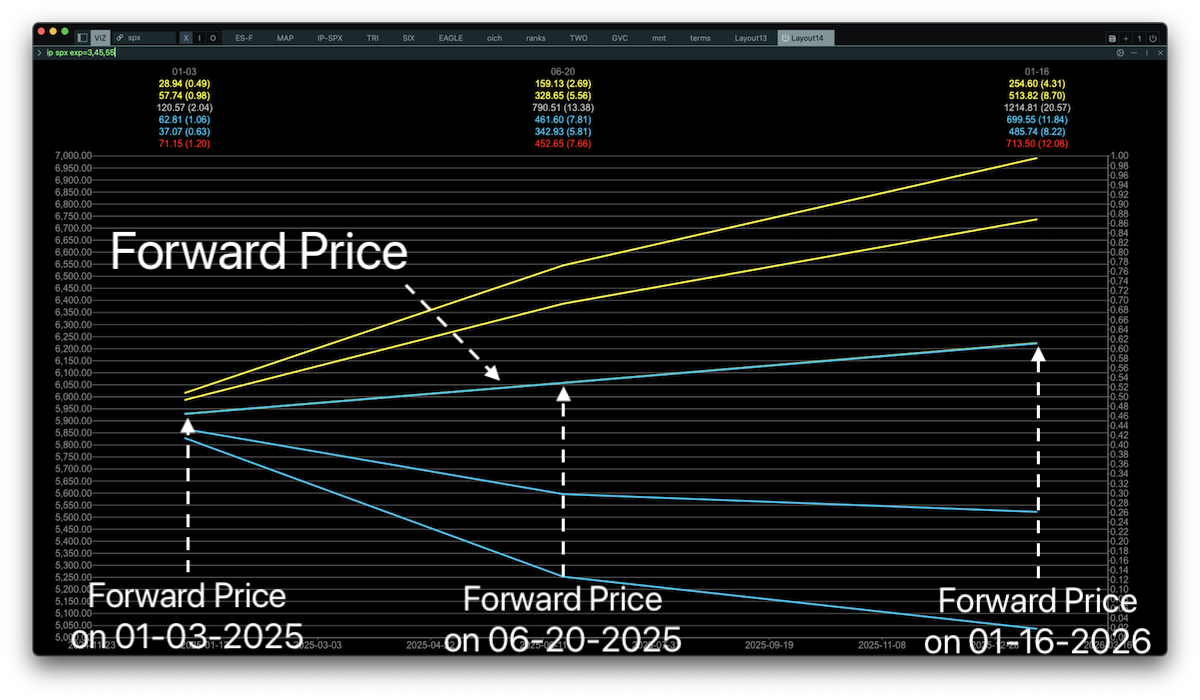 VIZ spx X I O ES-F MAP IP-SPX TRI SIX EAGLE oich ranks TWO GVC mnt terms Layout13 Layout14 + 1
> ip spx exp=3,45,55
01-03 06-20 01-16
28.94 (0.49) 159.13 (2.69) 254.60 (4.31)
57.74 (0.98) 328.65 (5.56) 513.82 (8.70)
120.57 (2.04) 790.51 (13.38) 1214.81 (20.57)
62.81 (1.06) 461.60 (7.81) 699.55 (11.84)
37.07 (0.63) 342.93 (5.81) 485.74 (8.22)
71.15 (1.20) 452.65 (7.66) 713.50 (12.08)
7,000.00 1.00
6,950.00 0.98
6,900.00 0.96
6,850.00 0.94
6,800.00 0.92
6,750.00 0.90
6,700.00 0.88
6,650.00 0.86
6,600.00 0.84
6,550.00 0.82
6,500.00 0.80
6,450.00 0.78
6,400.00 0.76
6,350.00 0.74
6,300.00 0.72
6,250.00 0.70
6,200.00 0.68
6,150.00 0.66
6,100.00 0.64
6,050.00 0.62
6,000.00 0.60
5,950.00 0.58
5,900.00 0.56
5,850.00 0.54
5,800.00 0.52
5,750.00 0.50
5,700.00 0.48
5,650.00 0.46
5,600.00 0.44
5,550.00 0.42
5,500.00 0.40
5,450.00 0.38
5,400.00 0.36
5,350.00 0.34
5,300.00 0.32
5,250.00 0.30
5,200.00 0.28
5,150.00 0.26
5,100.00 0.24
5,050.00 0.22
0.20
0.18
0.16
0.14
0.12
0.10
0.04
Forward Price
Forward Price
on 01-03-2025
Forward Price
on 06-20-2025
Forward Price
on 01-16-2026
2025-03-03 2025-09-19 2025-11-08